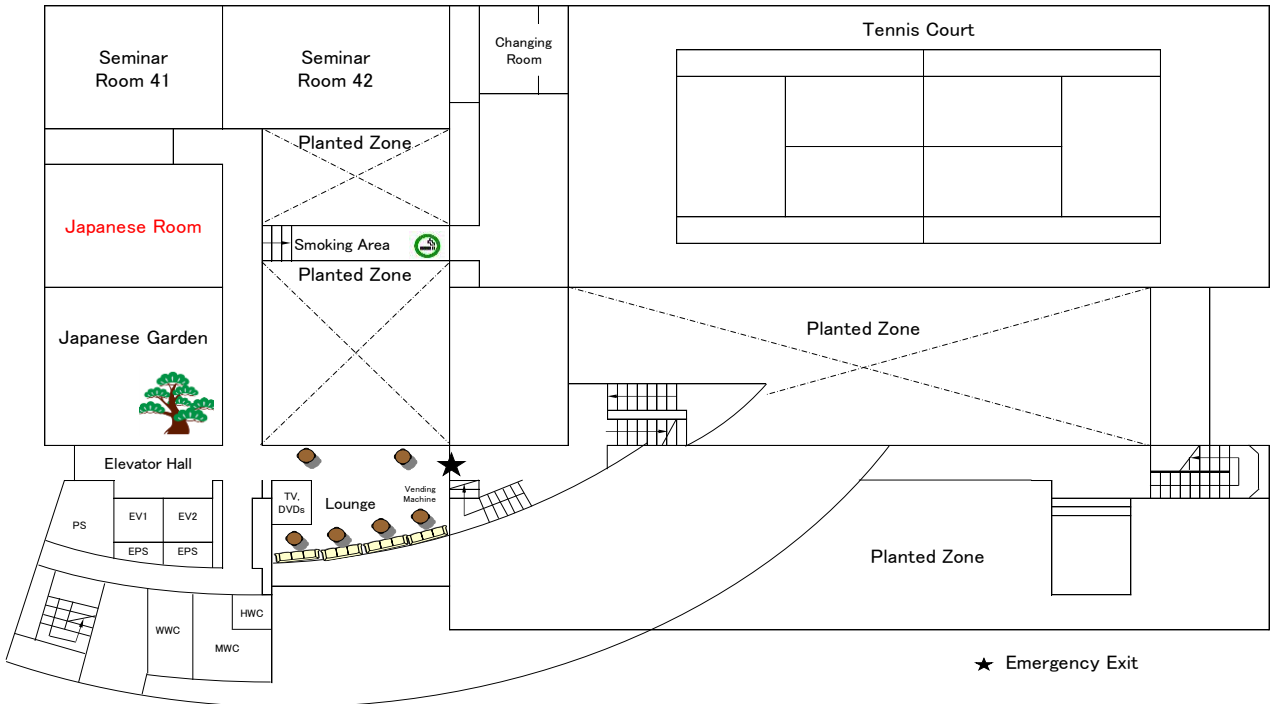 Tennis Court
Changing
Room
Seminar
Room 41
Seminar
Room 42
Planted Zone
Japanese Room
Smoking Area
Planted Zone
Japanese Garden
Planted Zone
Elevator Hall
TV,
DVDs
Lounge
Vending
Machine
PS
EV1
EV2
EPS
EPS
Planted Zone
HWC
WWC
MWC
★ Emergency Exit